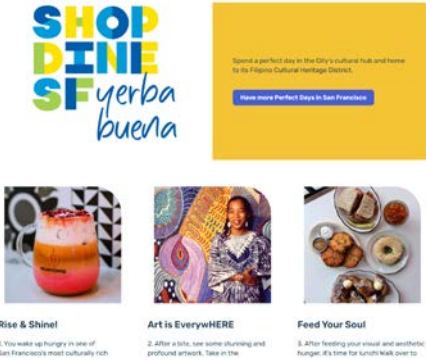 SHOP
DINE
SF yerba
buena
Spend a perfect day in the City's cultural hub and home
to its Filipino Cultural Heritage District.
Have more Perfect Days in San Francisco
Rise & Shine!
Art is EverywHERE
Feed Your Soul
1. You wake up hungry in one of
San Francisco's most culturally rich
2. After a bite, see some stunning and
profound artwork. Take in the
3. After feeding your visual and aesthetic
hunger, it's time for lunch! Walk over to